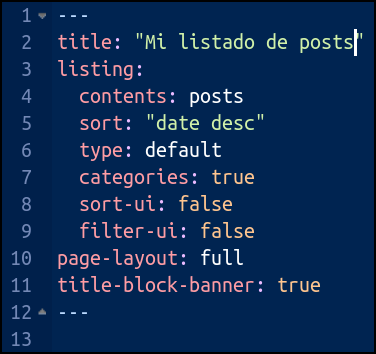 1 ---
2 title: "Mi listado de posts"
3 listing:
4   contents: posts
5   sort: "date desc"
6   type: default
7   categories: true
8   sort-ui: false
9   filter-ui: false
10 page-layout: full
11 title-block-banner: true
12 ---
13